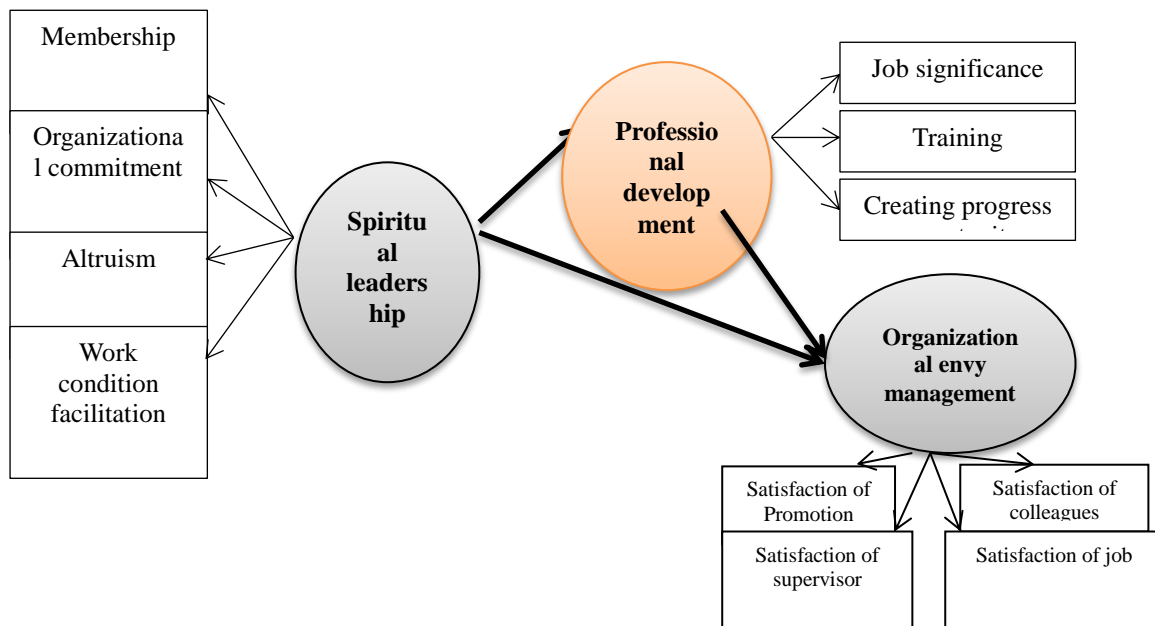 Membership
Organizationa
l commitment
Altruism
Work
condition
facilitation
Spiritu
al
leaders
hip
Professio
nal
develop
ment
Job significance
Training
Creating progress
Organization
al envy
management
Satisfaction of
Promotion
Satisfaction of
colleagues
Satisfaction of
supervisor
Satisfaction of job